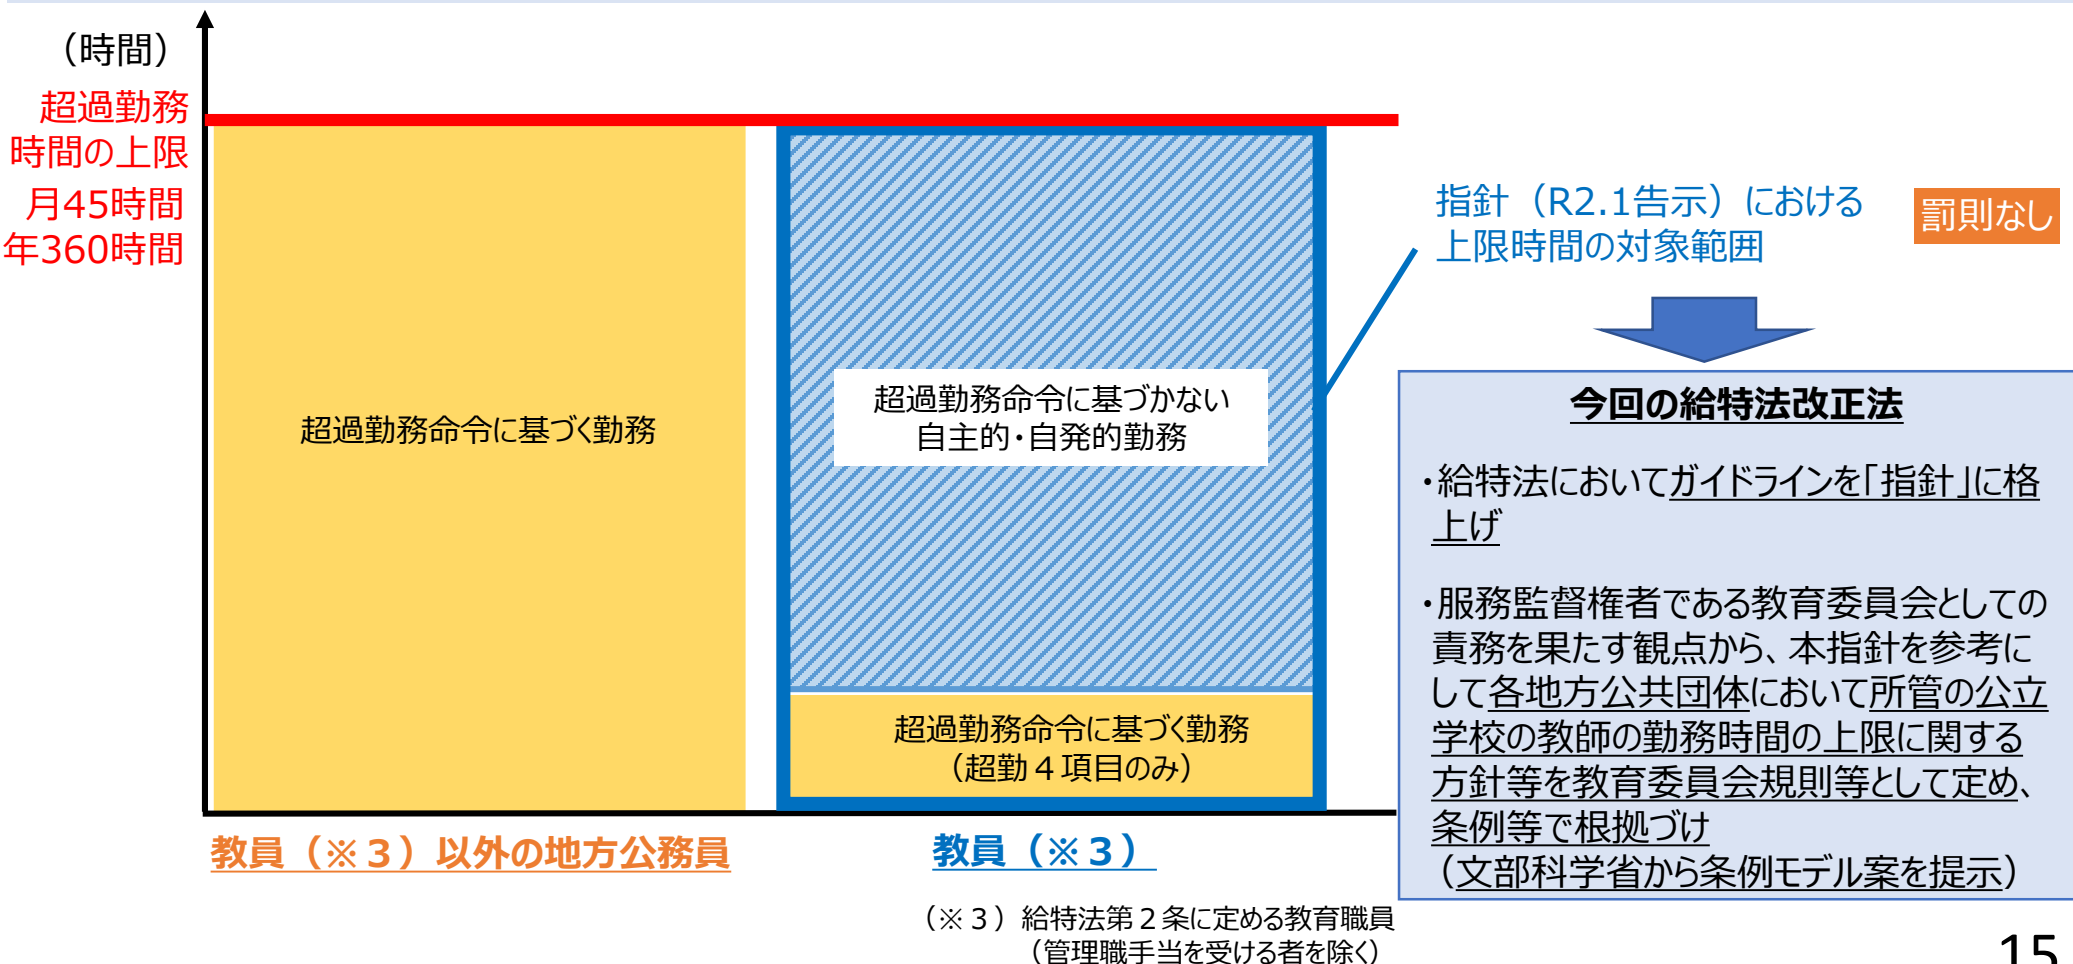 （時間）
超過勤務
時間の上限
月45時間
年360時間
超過勤務命令に基づく勤務
超過勤務命令に基づかない
自主的・自発的勤務
超過勤務命令に基づく勤務
（超勤４項目のみ）
教員（※３）以外の地方公務員
教員（※３）
（※３）給特法第２条に定める教育職員
（管理職手当を受ける者を除く）
指針（R2.1告示）における
上限時間の対象範囲
罰則なし
今回の給特法改正法
・給特法においてガイドラインを「指針」に格
上げ
・服務監督権者である教育委員会としての
責務を果たす観点から、本指針を参考に
して各地方公共団体において所管の公立
学校の教師の勤務時間の上限に関する
方針等を教育委員会規則等として定め、
条例等で根拠づけ
（文部科学省から条例モデル案を提示）
15